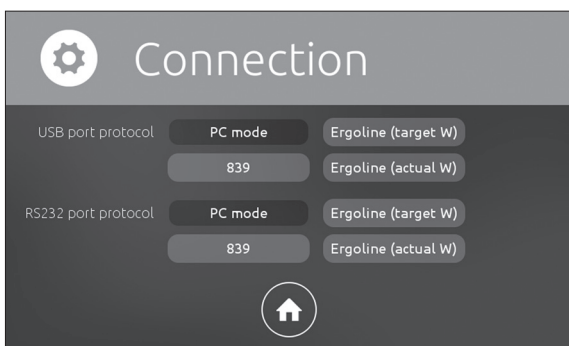 Connection
USB port protocol PC mode Ergoline (target W)
839 Ergoline (actual W)
RS232 port protocol PC mode Ergoline (target W)
839 Ergoline (actual W)